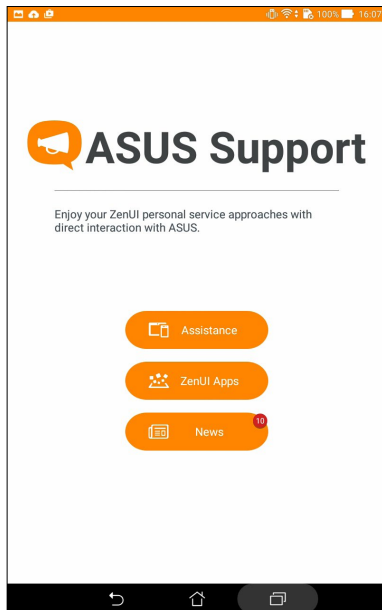 100% 16:07
ASUS Support
Enjoy your ZenUI personal service approaches with
direct interaction with ASUS.
Assistance
ZenUI Apps
10
News